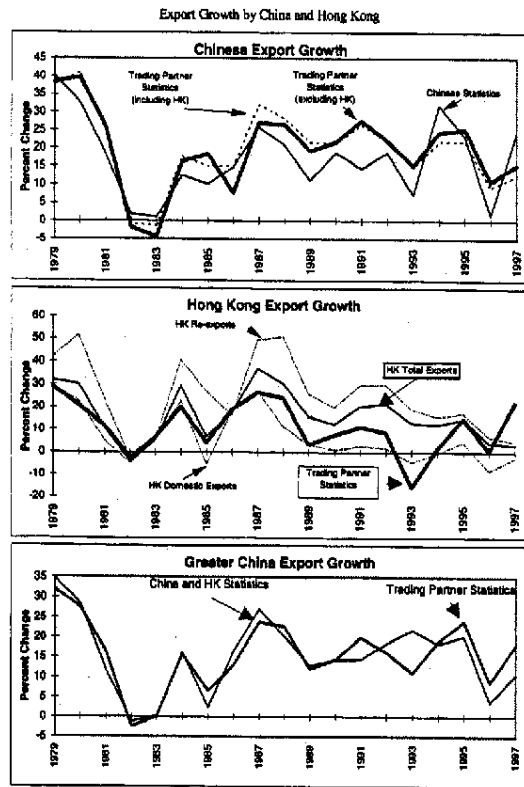 Export Growth by China and Hong Kong
Chinese Export Growth
Percent Change
45
40
35
30
25
20
15
10
5
0
-5
Trading Partner
Statistics
(including HK)
Trading Partner
Statistics
(excluding HK)
Chinese Statistics
1979
1981
1983
1985
1987
1989
1991
1993
1995
1997
Hong Kong Export Growth
Percent Change
60
50
40
30
20
10
0
-10
-20
HK Re-exports
HK Total Exports
HK Domestic Exports
Trading Partner
Statistics
1979
1981
1983
1985
1987
1989
1991
1993
1995
1997
Greater China Export Growth
Percent Change
35
30
25
20
15
10
5
0
-5
China and HK Statistics
Trading Partner Statistics
1979
1981
1983
1985
1987
1989
1991
1993
1995
1997